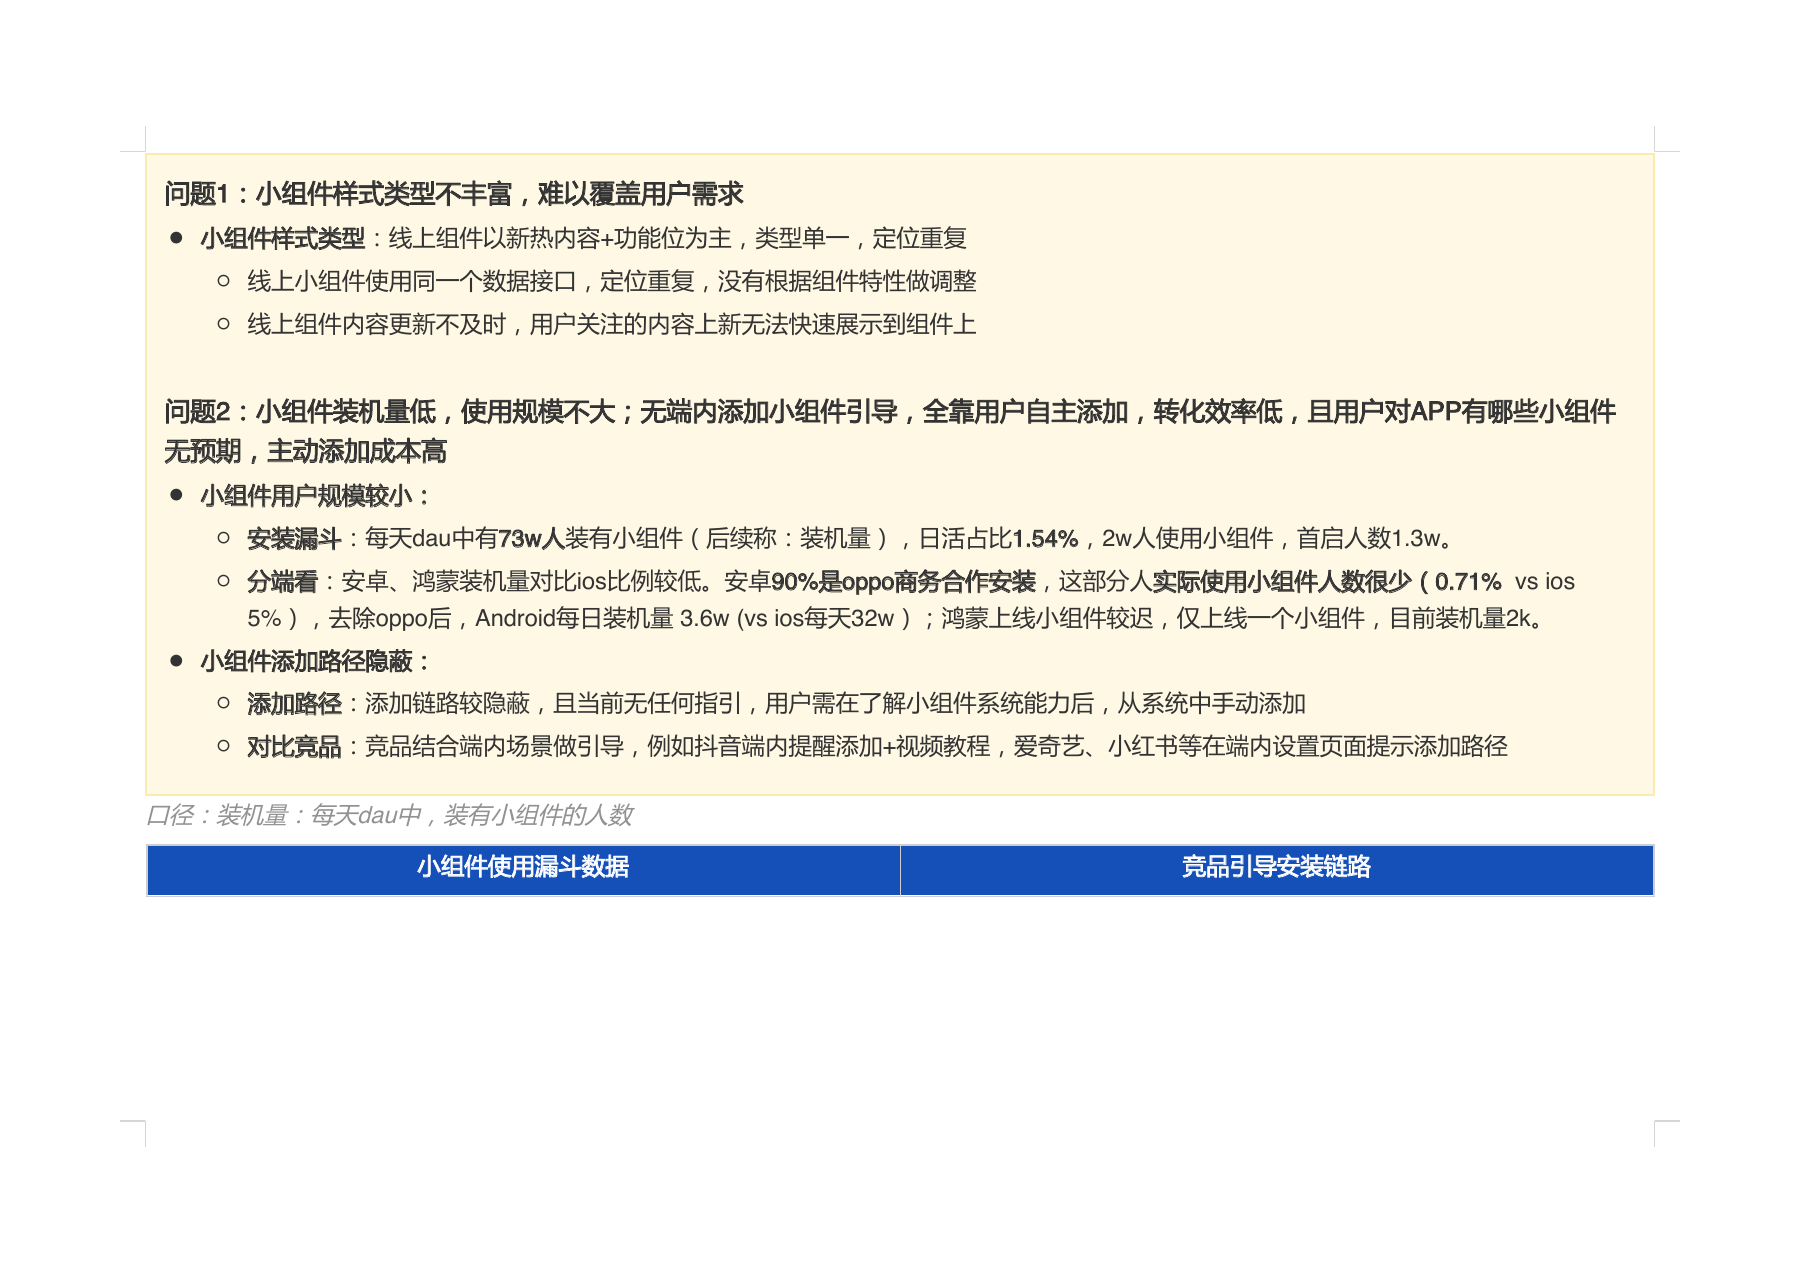 问题1：小组件样式类型不丰富，难以覆盖用户需求
● 小组件样式类型：线上组件以新热内容+功能位为主，类型单一，定位重复
○ 线上小组件使用同一个数据接口，定位重复，没有根据组件特性做调整
○ 线上组件内容更新不及时，用户关注的内容上新无法快速展示到组件上
问题2：小组件装机量低，使用规模不大；无端内添加小组件引导，全靠用户自主添加，转化效率低，且用户对APP有哪些小组件
无预期，主动添加成本高
● 小组件用户规模较小：
○ 安装漏斗：每天dau中有73w人装有小组件（后续称：装机量），日活占比1.54%，2w人使用小组件，首启人数1.3w。
○ 分端看：安卓、鸿蒙装机量对比ios比例较低。安卓90%是oppo商务合作安装，这部分人实际使用小组件人数很少（0.71% vs ios
5%），去除oppo后，Android每日装机量 3.6w (vs ios每天32w）；鸿蒙上线小组件较迟，仅上线一个小组件，目前装机量2k。
● 小组件添加路径隐蔽：
○ 添加路径：添加链路较隐蔽，且当前无任何指引，用户需在了解小组件系统能力后，从系统中手动添加
○ 对比竞品：竞品结合端内场景做引导，例如抖音端内提醒添加+视频教程，爱奇艺、小红书等在端内设置页面提示添加路径
口径：装机量：每天dau中，装有小组件的人数
小组件使用漏斗数据
竞品引导安装链路